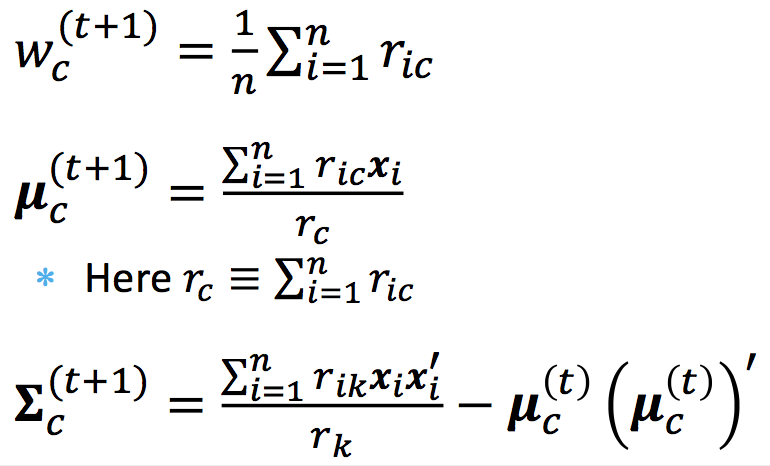 w_c^{(t+1)} = \frac{1}{n} \sum_{i=1}^{n} r_{ic}
\boldsymbol{\mu}_c^{(t+1)} = \frac{\sum_{i=1}^{n} r_{ic} \boldsymbol{x}_i}{r_c}
* Here r_c ≡ \sum_{i=1}^{n} r_{ic}
\boldsymbol{\Sigma}_c^{(t+1)} = \frac{\sum_{i=1}^{n} r_{ik} \boldsymbol{x}_i \boldsymbol{x}_i'}{r_k} - \boldsymbol{\mu}_c^{(t)} \left( \boldsymbol{\mu}_c^{(t)} \right)'